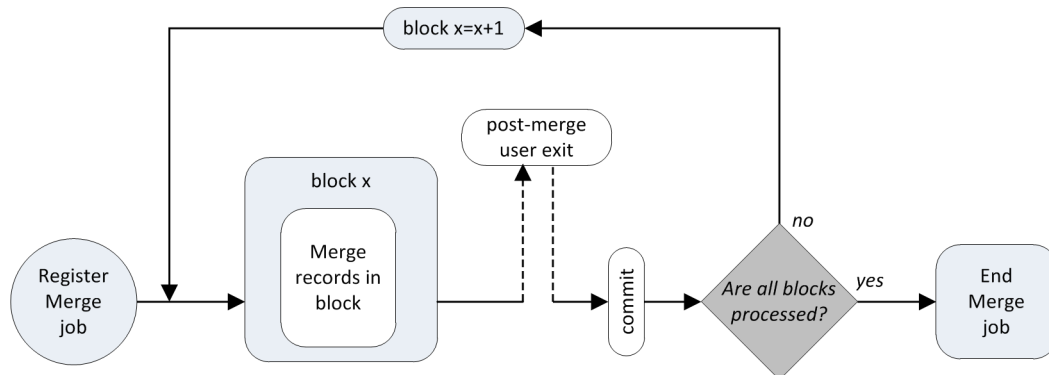 block x=x+1
post-merge
user exit
block x
Merge
records in
block
Register
Merge
job
commit
Are all blocks
processed?
no
yes
End
Merge
job